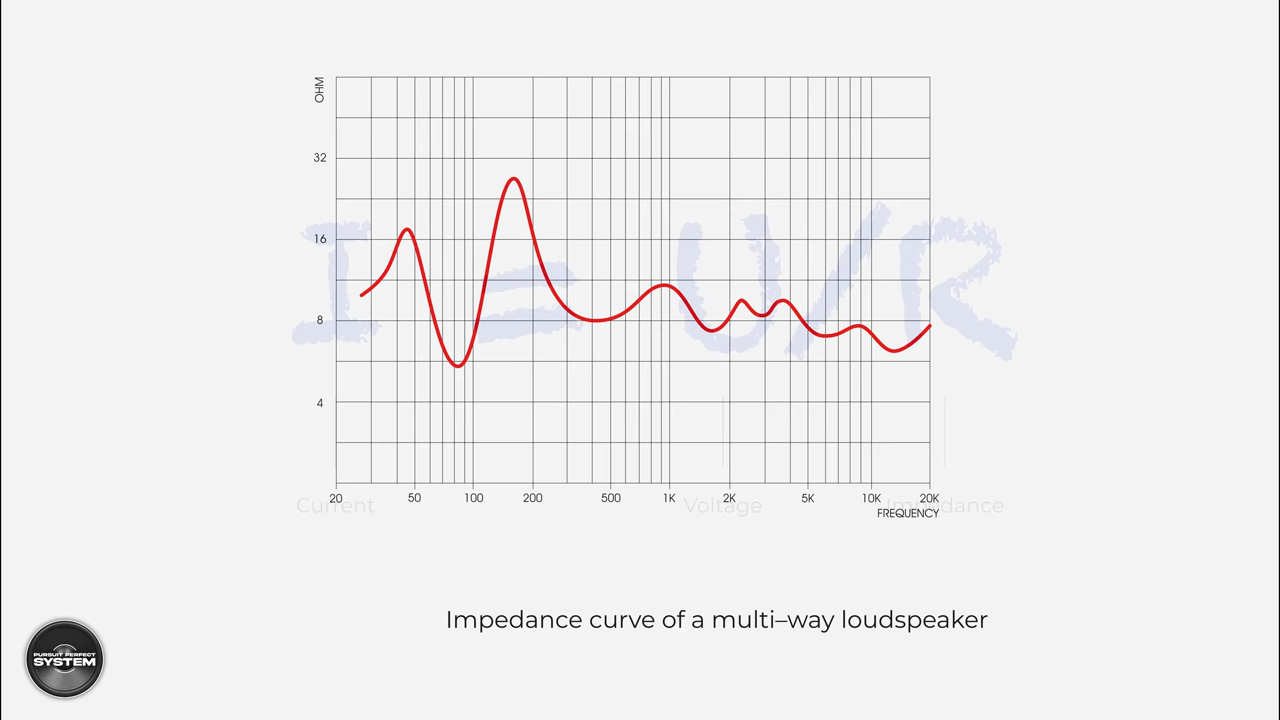 OHM
32
16
8
4
I = U/R
20 50 100 200 500 1K 2K 5K 10K 20K
Current Voltage Impedance
FREQUENCY
Impedance curve of a multi–way loudspeaker
PURSUIT PERFECT
SYSTEM